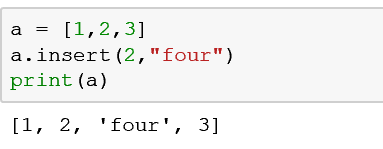 a = [1,2,3]
a.insert(2,"four")
print(a)
[1, 2, 'four', 3]